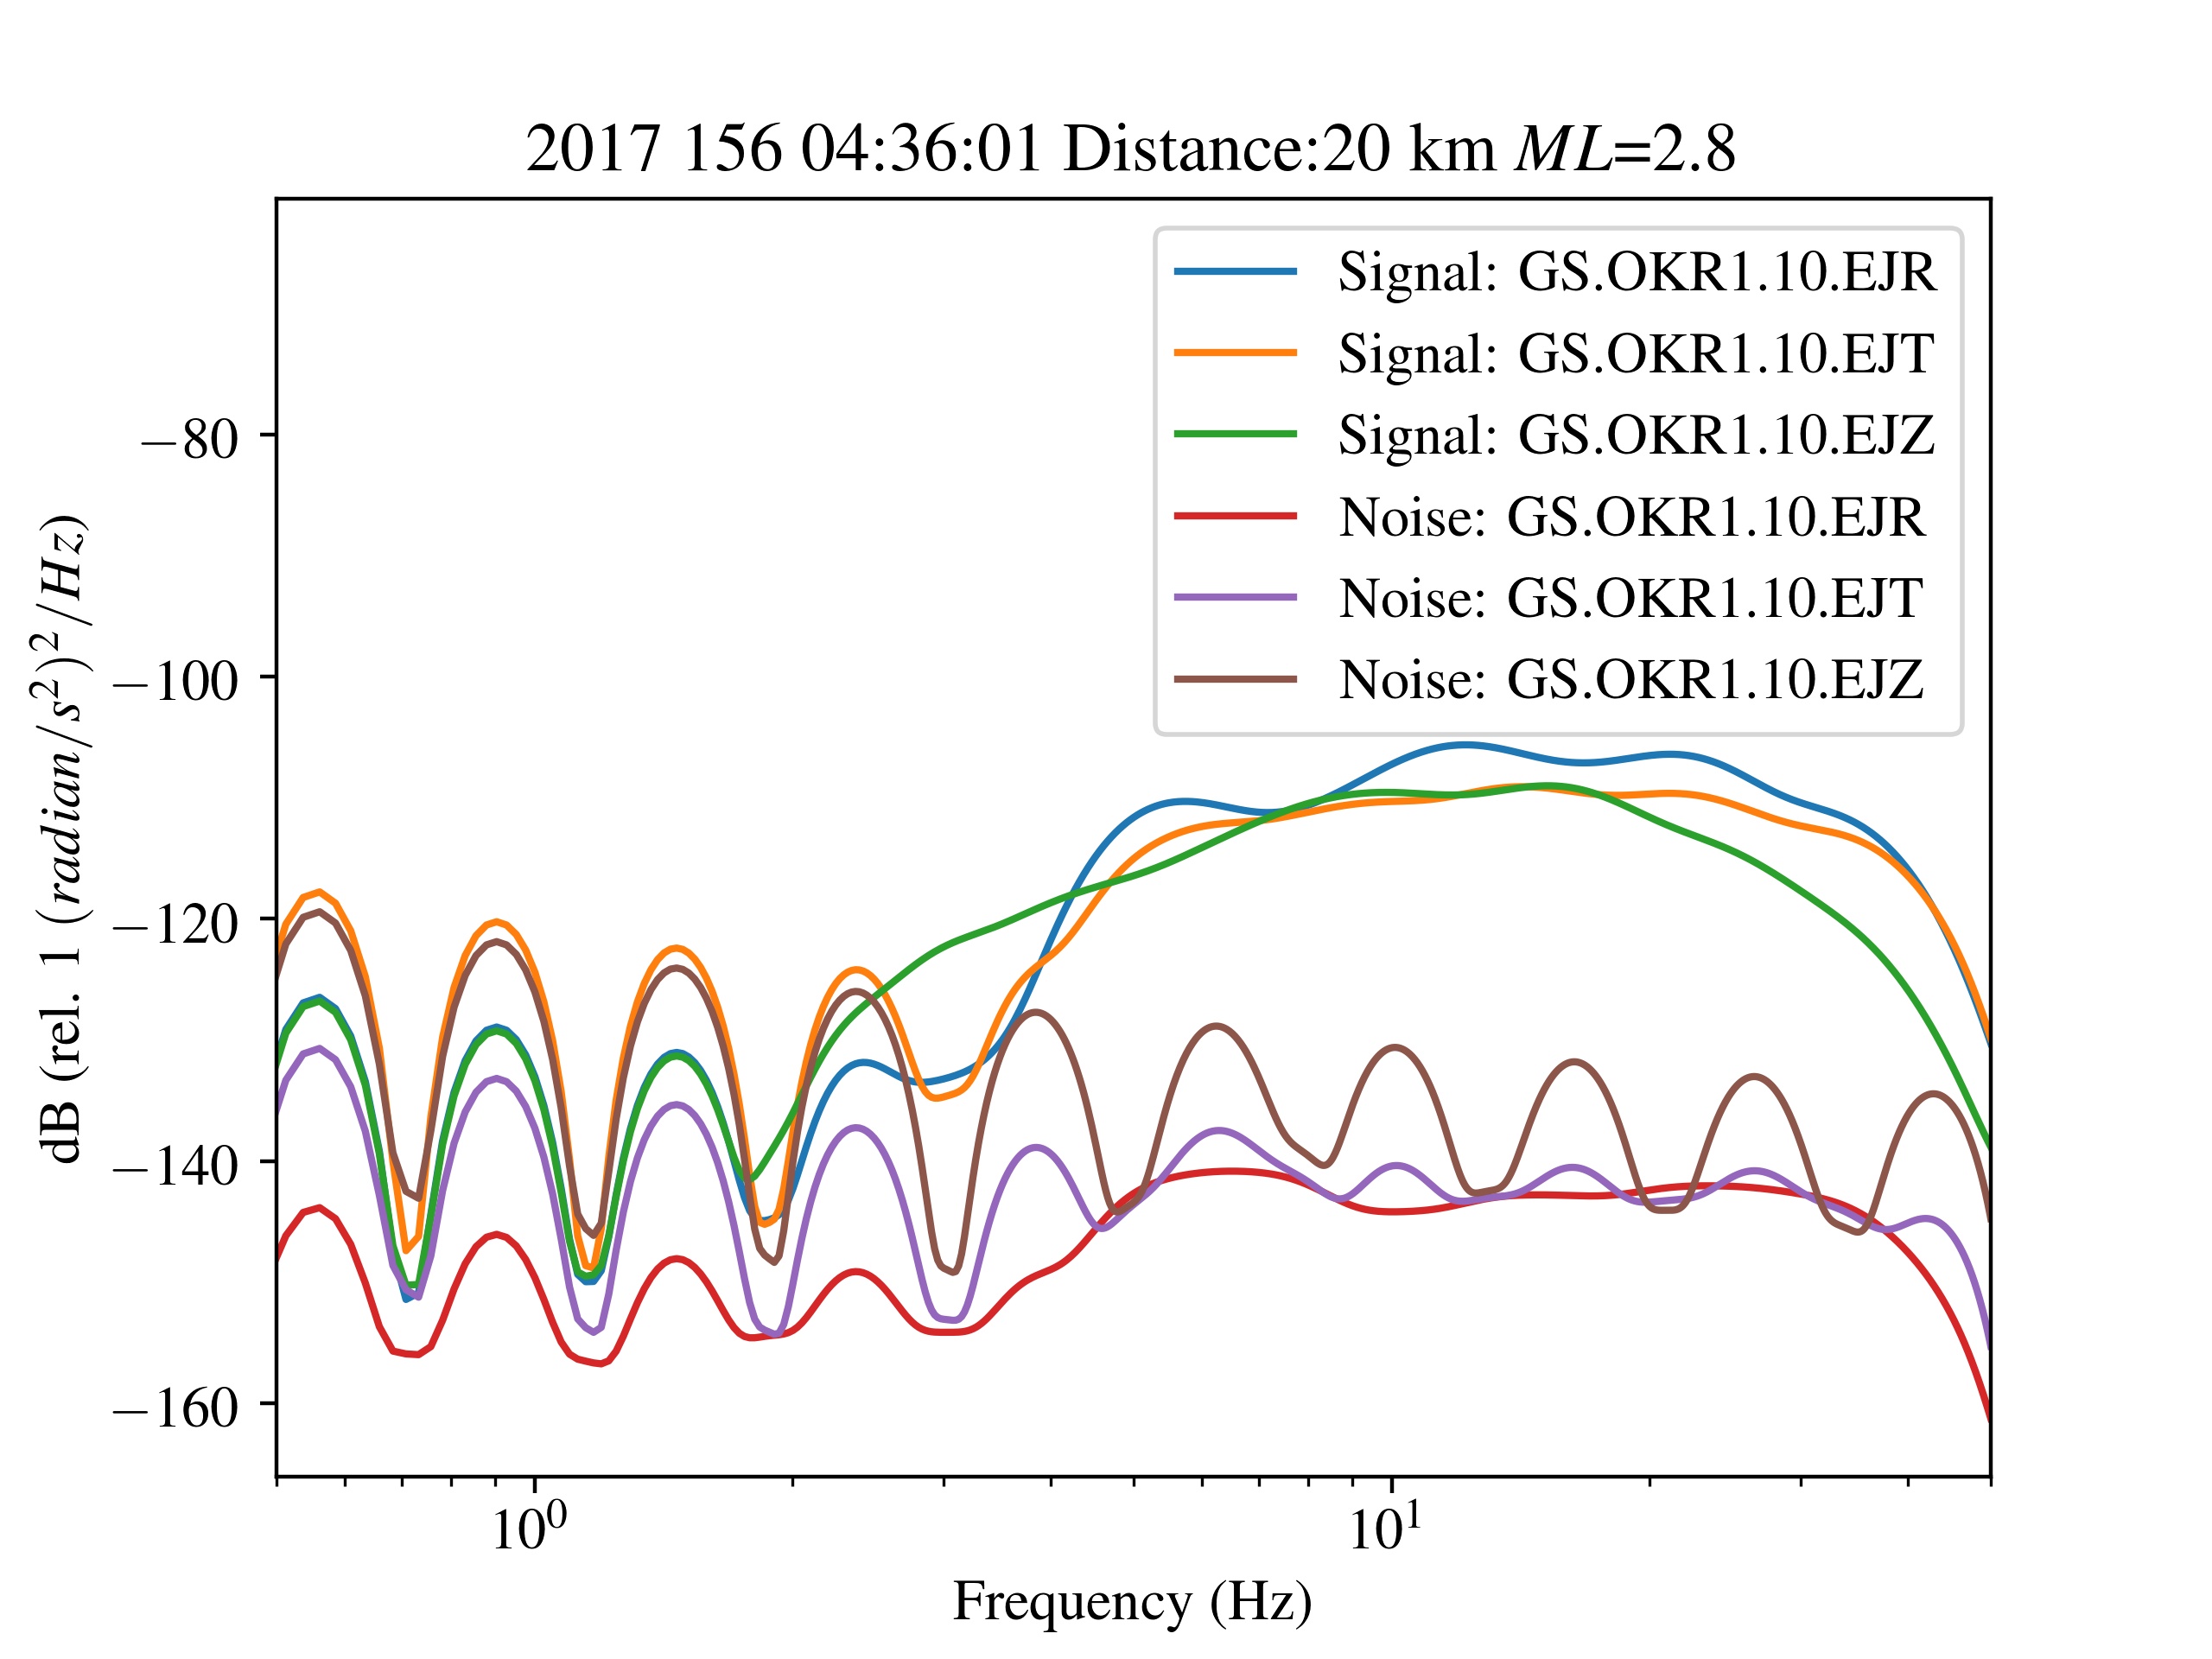 2017 156 04:36:01 Distance:20 km ML=2.8
Signal: GS.OKR1.10.EJR
Signal: GS.OKR1.10.EJT
Signal: GS.OKR1.10.EJZ
Noise: GS.OKR1.10.EJR
Noise: GS.OKR1.10.EJT
Noise: GS.OKR1.10.EJZ
dB (rel. 1 (radian/s²)²/Hz)
−80
−100
−120
−140
−160
10⁰
10¹
Frequency (Hz)